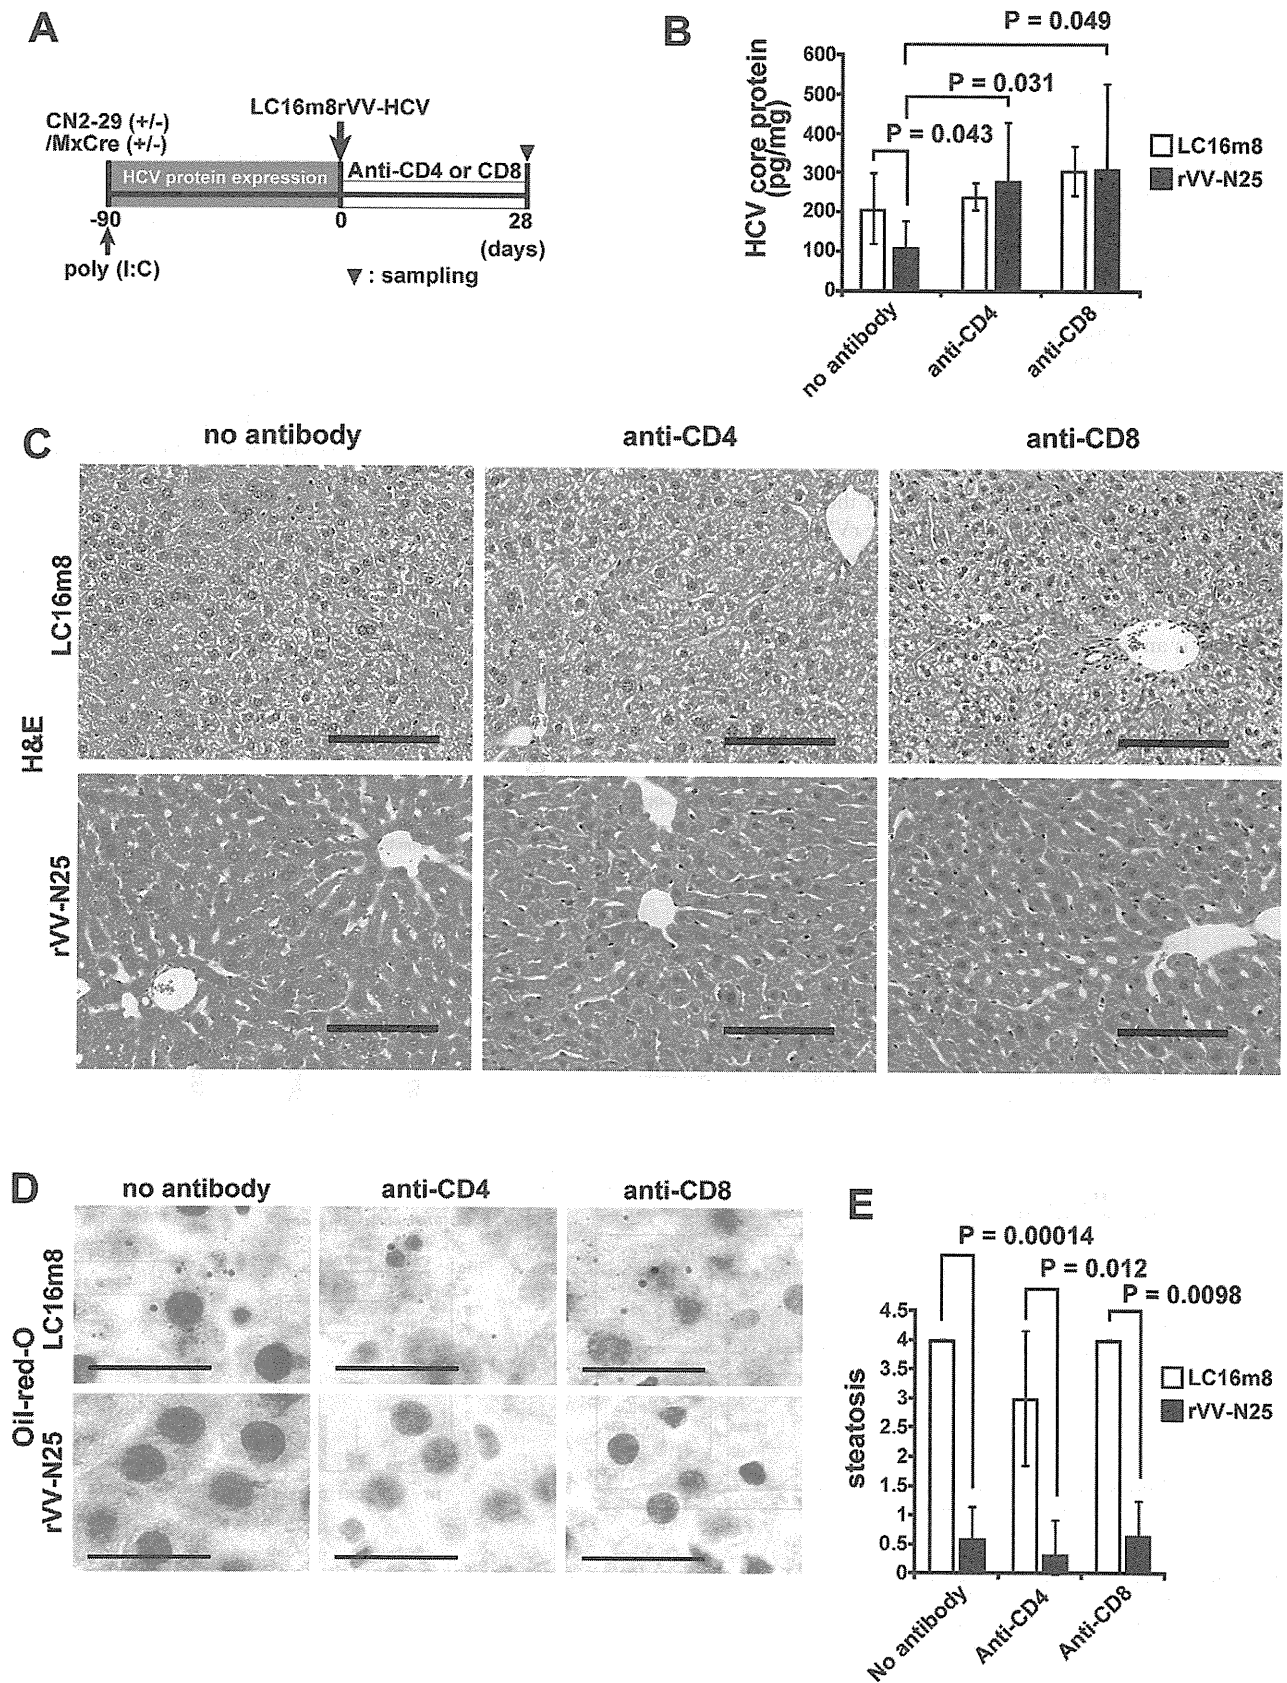 A
CN2-29 (+/-)
/MxCre (+/-)
LC16m8rVV-HCV
HCV protein expression
Anti-CD4 or CD8
-90
0
28
(days)
poly (I:C)
▼: sampling
B
HCV core protein
(pg/mg)
600
500
400
300
200
100
0
P = 0.049
P = 0.031
P = 0.043
LC16m8
rVV-N25
no antibody
anti-CD4
anti-CD8
C
no antibody
anti-CD4
anti-CD8
H&E
LC16m8
rVV-N25
D
no antibody
anti-CD4
anti-CD8
Oil-red-O
LC16m8
rVV-N25
E
P = 0.00014
P = 0.012
P = 0.0098
steatosis
4.5
4
3.5
3
2.5
2
1.5
1
0.5
0
LC16m8
rVV-N25
No antibody
Anti-CD4
Anti-CD8